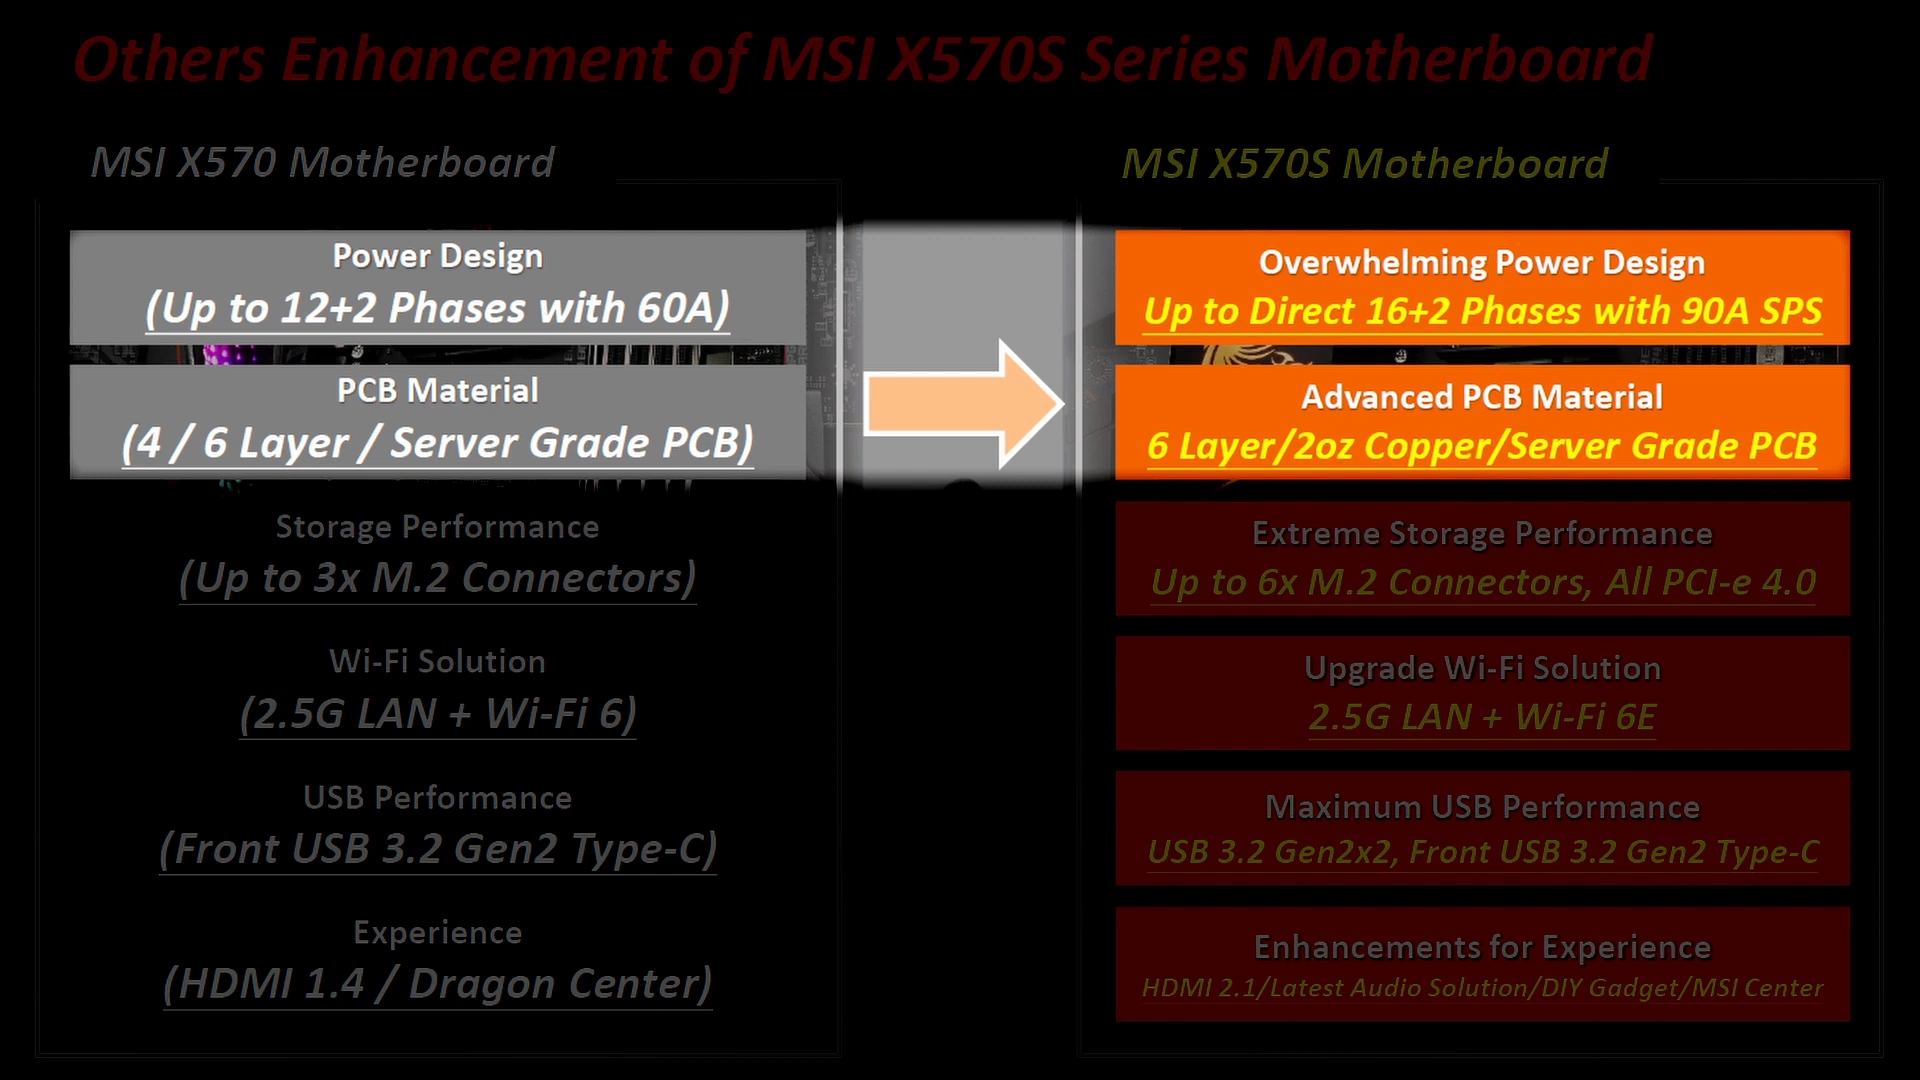 Others Enhancement of MSI X570S Series Motherboard
MSI X570 Motherboard
Power Design
(Up to 12+2 Phases with 60A)
PCB Material
(4 / 6 Layer / Server Grade PCB)
Storage Performance
(Up to 3x M.2 Connectors)
Wi-Fi Solution
(2.5G LAN + Wi-Fi 6)
USB Performance
(Front USB 3.2 Gen2 Type-C)
Experience
(HDMI 1.4 / Dragon Center)
MSI X570S Motherboard
Overwhelming Power Design
Up to Direct 16+2 Phases with 90A SPS
Advanced PCB Material
6 Layer/2oz Copper/Server Grade PCB
Extreme Storage Performance
Up to 6x M.2 Connectors, All PCI-e 4.0
Upgrade Wi-Fi Solution
2.5G LAN + Wi-Fi 6E
Maximum USB Performance
USB 3.2 Gen2x2, Front USB 3.2 Gen2 Type-C
Enhancements for Experience
HDMI 2.1/Latest Audio Solution/DIY Gadget/MSI Center